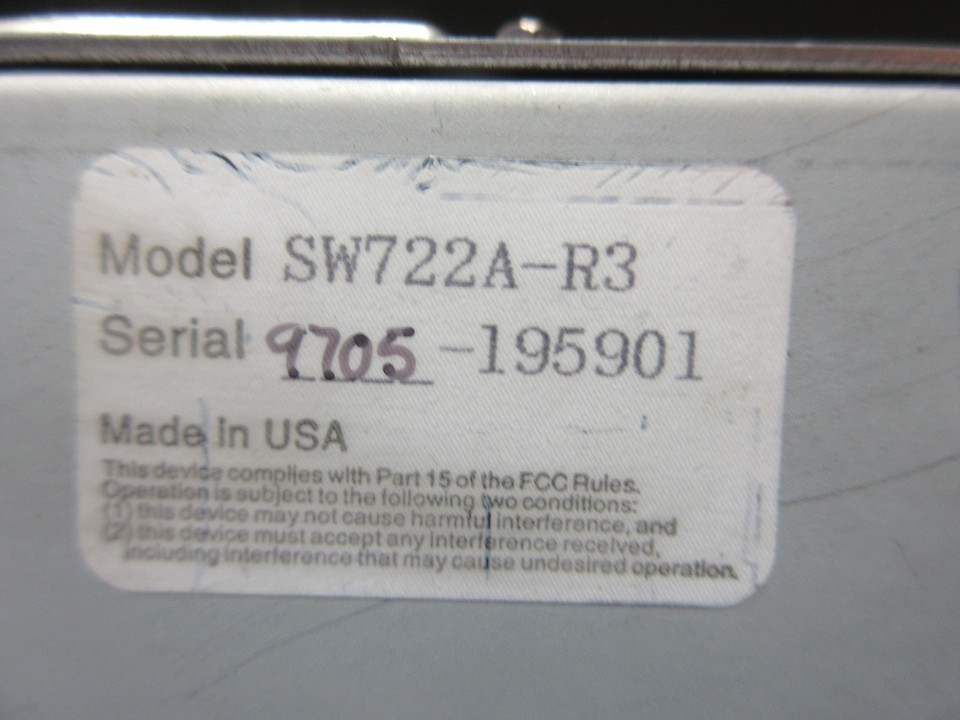 Model SW722A-R3
Serial 9705 -195901
Made in USA
This device complies with Part 15 of the FCC Rules.
Operation is subject to the following two conditions:
(1) this device may not cause harmful interference, and
(2) this device must accept any interference received,
including interference that may cause undesired operation.